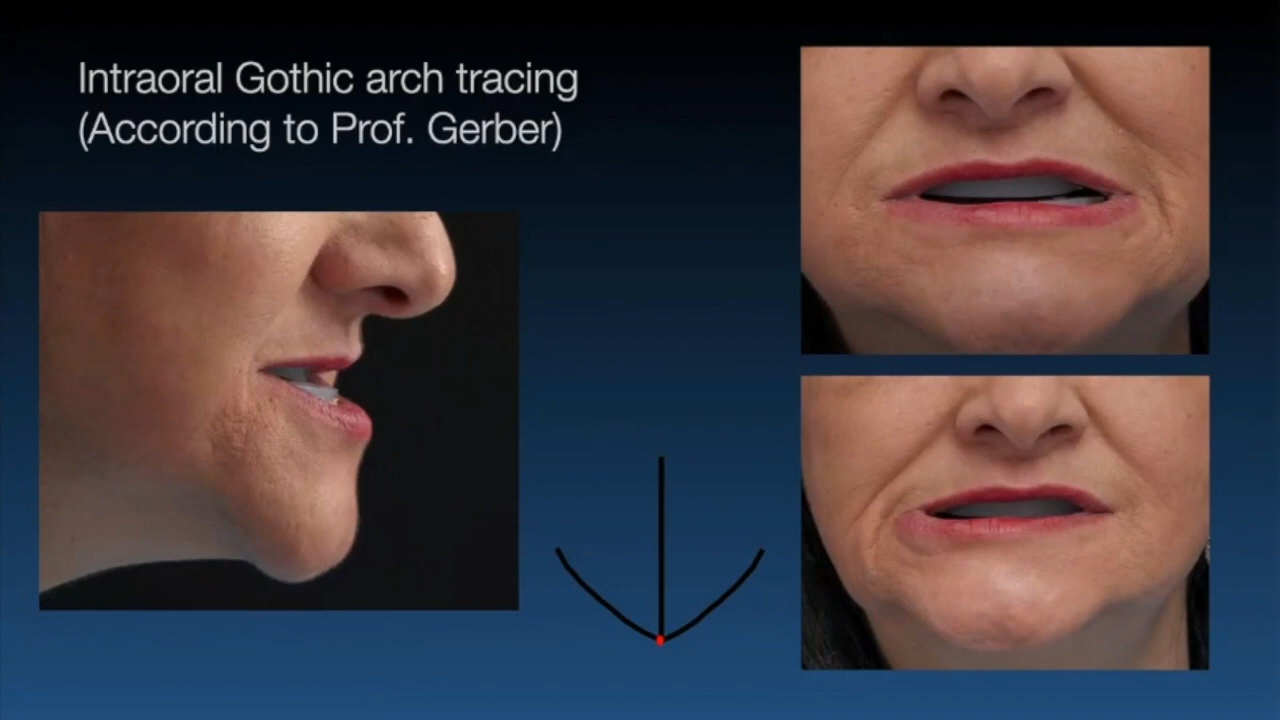 Intraoral Gothic arch tracing
(According to Prof. Gerber)